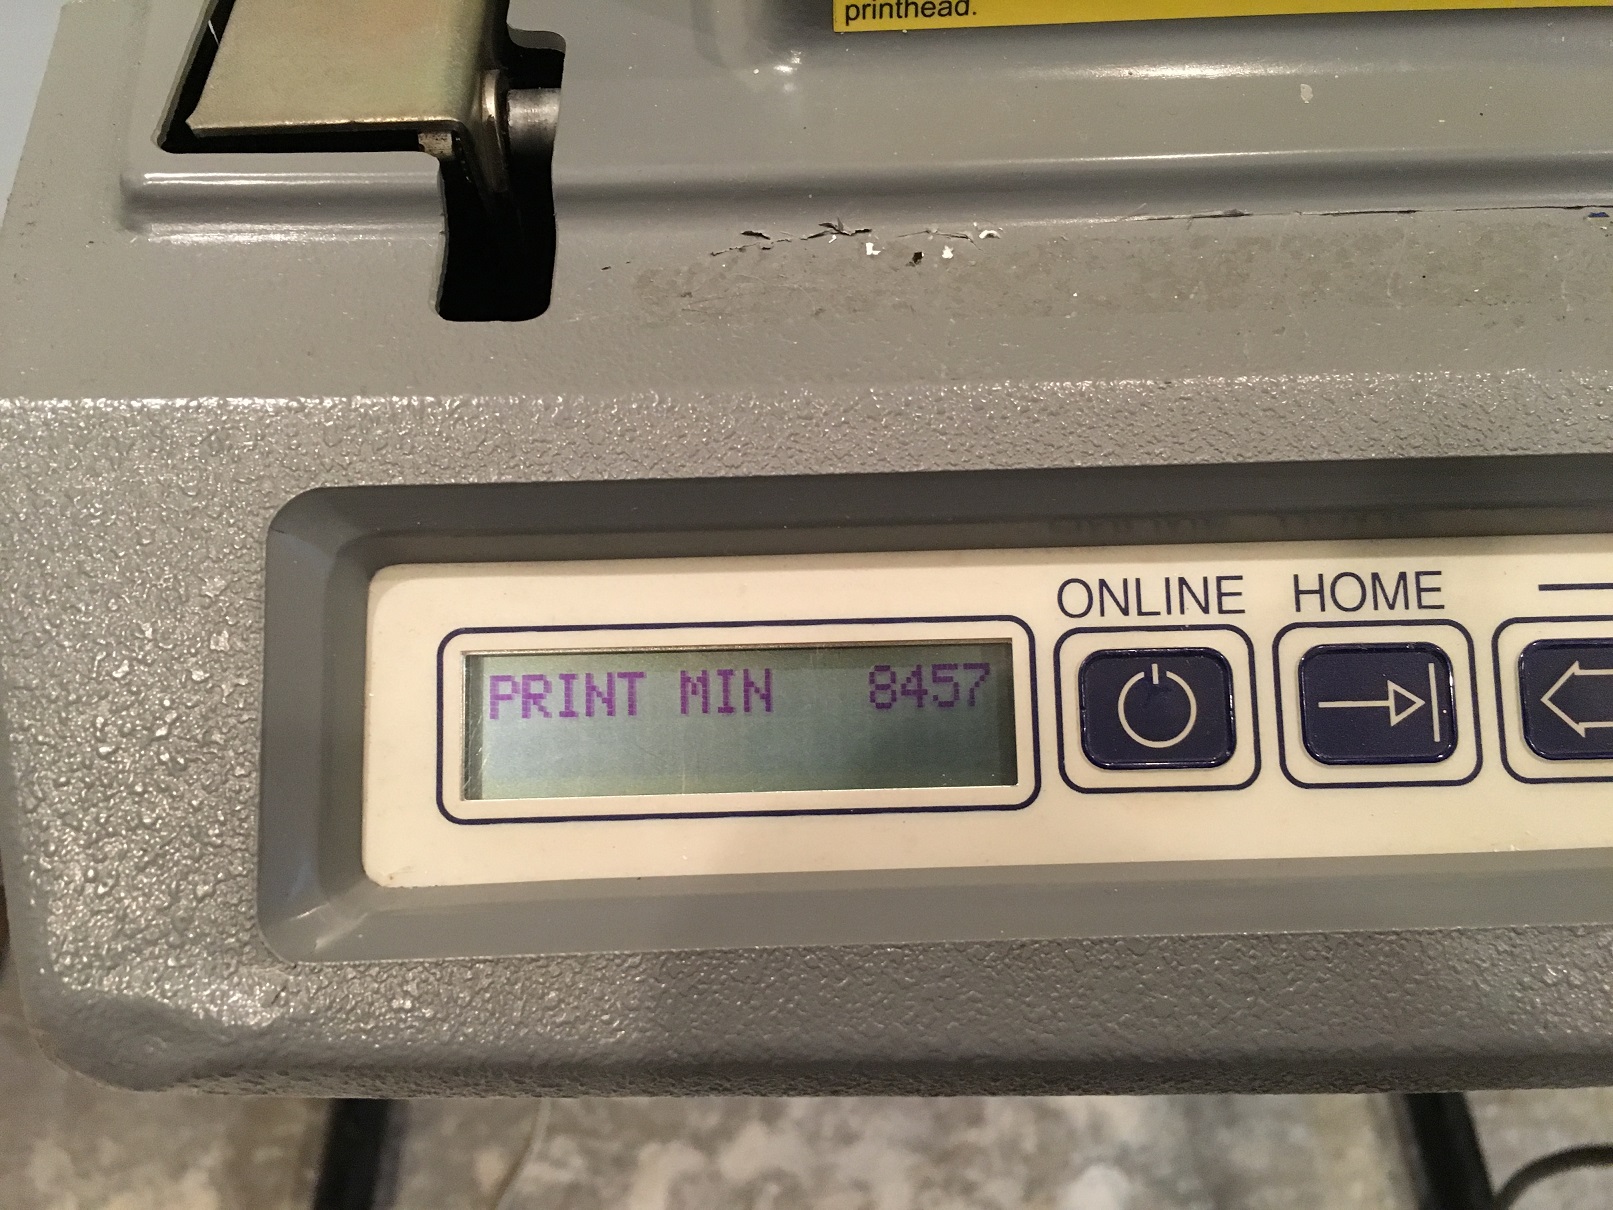 printhead.
ONLINE HOME
PRINT MIN 8457